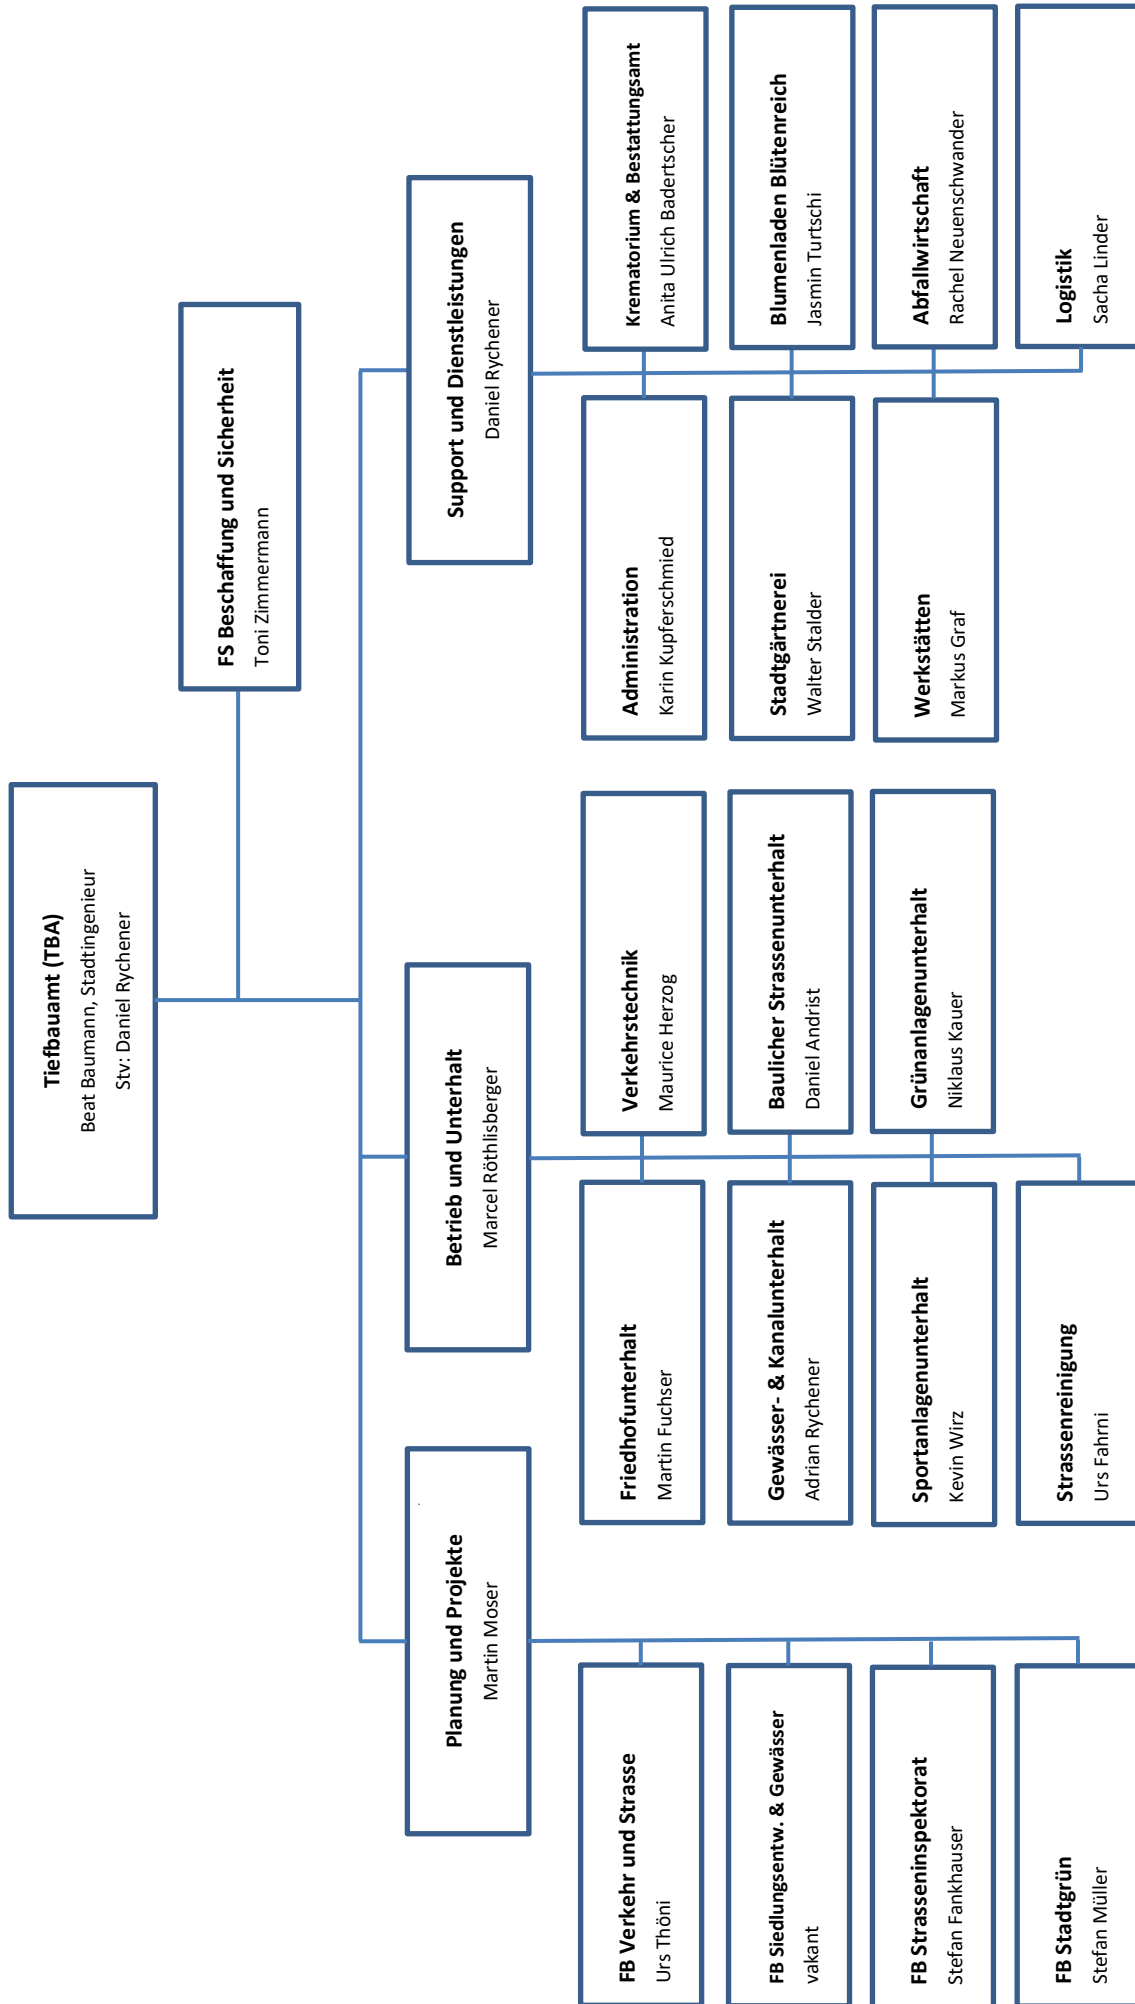 Tiefbauamt (TBA)
Beat Baumann, Stadtingenieur
Stv: Daniel Rychener
FS Beschaffung und Sicherheit
Toni Zimmermann
Planung und Projekte
Martin Moser
Betrieb und Unterhalt
Marcel Röthlisberger
Support und Dienstleistungen
Daniel Rychener
FB Verkehr und Strasse
Urs Thöni
FB Siedlungsentw. & Gewässer
vakant
FB Strasseninspektorat
Stefan Fankhauser
FB Stadtgrün
Stefan Müller
Friedhofunterhalt
Martin Fuchser
Verkehrstechnik
Maurice Herzog
Gewässer- & Kanalunterhalt
Adrian Rychener
Baulicher Strassenunterhalt
Daniel Andrist
Sportanlagenunterhalt
Kevin Wirz
Grünanlagenunterhalt
Niklaus Kauer
Strassenreinigung
Urs Fahrni
Administration
Karin Kupferschmied
Krematorium & Bestattungsamt
Anita Ulrich Badertscher
Stadtgärtnerei
Walter Stalder
Blumenladen Blütenreich
Jasmin Turtschi
Werkstätten
Markus Graf
Abfallwirtschaft
Rachel Neuenschwander
Logistik
Sacha Linder